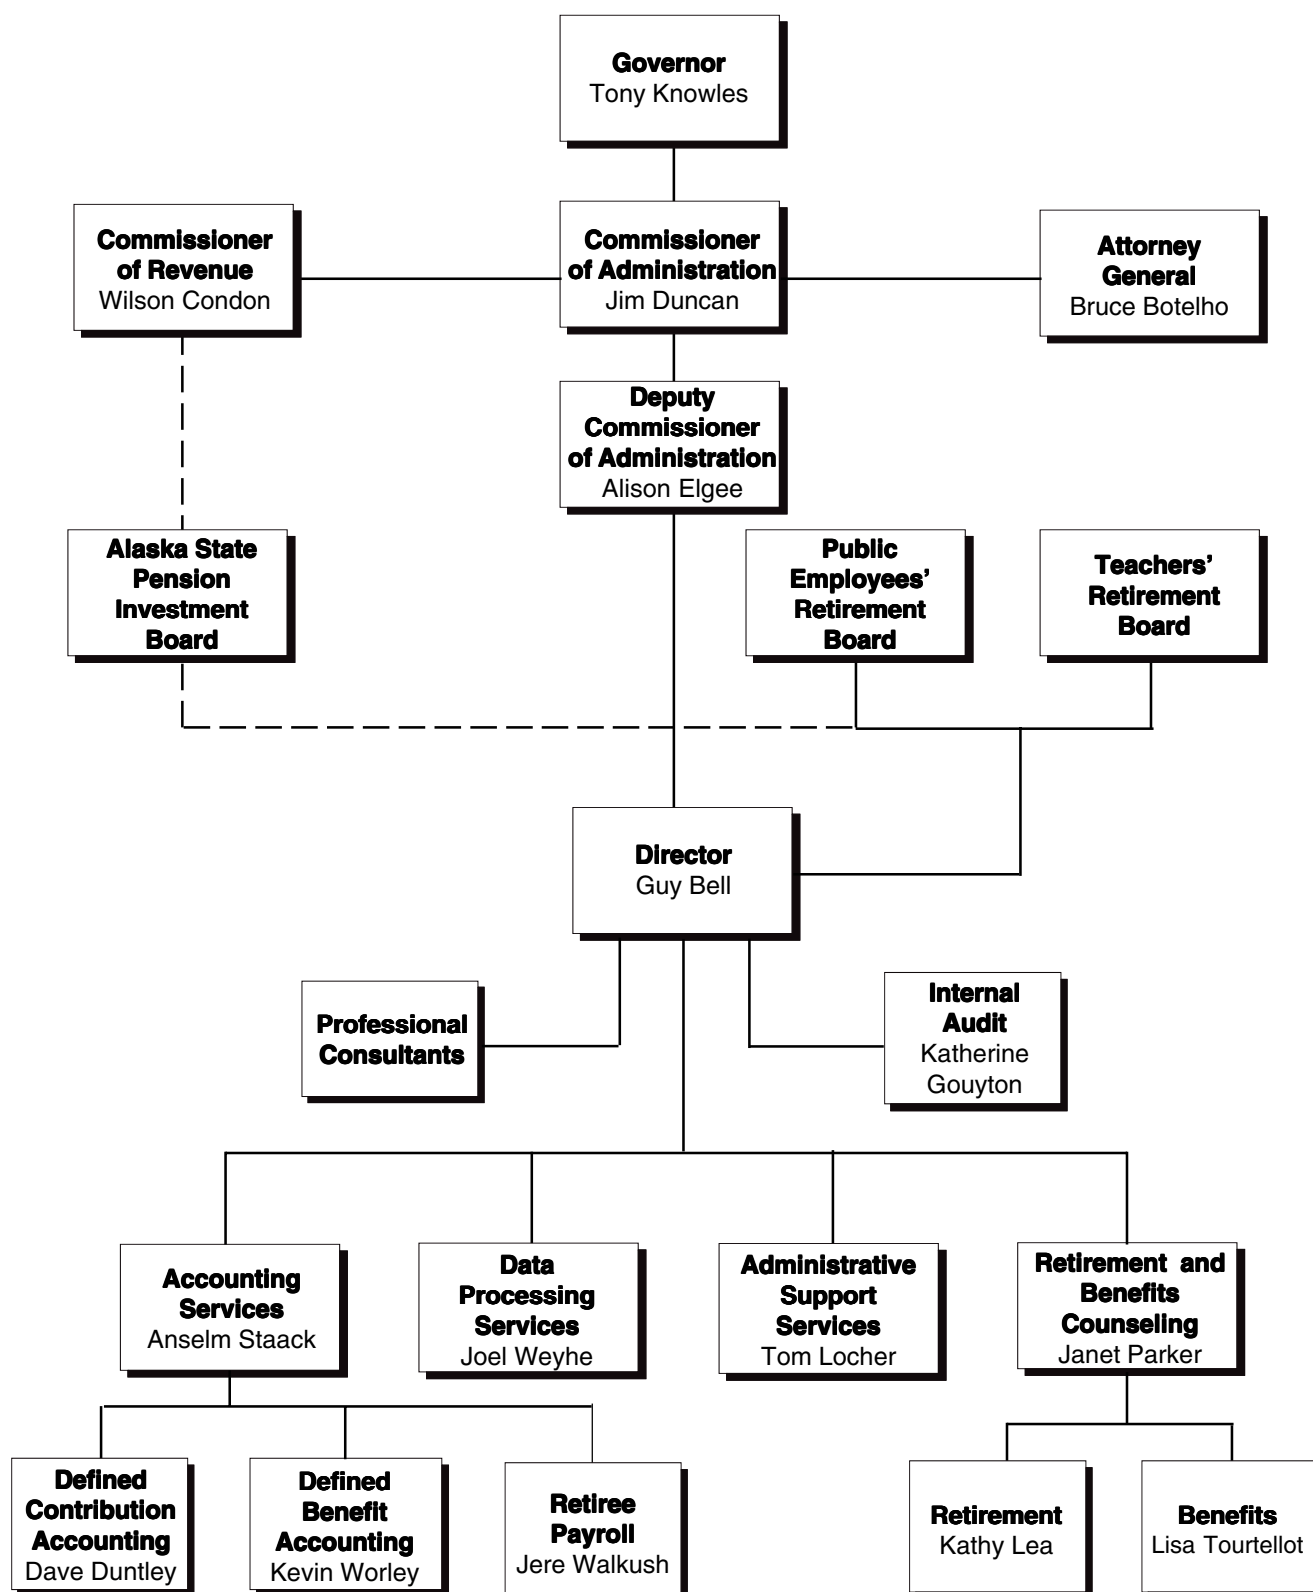 Governor
Tony Knowles
Commissioner
of Revenue
Wilson Condon
Commissioner
of Administration
Jim Duncan
Attorney
General
Bruce Botelho
Deputy
Commissioner
of Administration
Alison Elgee
Alaska State
Pension
Investment
Board
Public
Employees’
Retirement
Board
Teachers’
Retirement
Board
Director
Guy Bell
Professional
Consultants
Internal
Audit
Katherine
Gouyton
Accounting
Services
Anselm Staack
Data
Processing
Services
Joel Weyhe
Administrative
Support
Services
Tom Locher
Retirement and
Benefits
Counseling
Janet Parker
Defined
Contribution
Accounting
Dave Duntley
Defined
Benefit
Accounting
Kevin Worley
Retiree
Payroll
Jere Walkush
Retirement
Kathy Lea
Benefits
Lisa Tourtellot